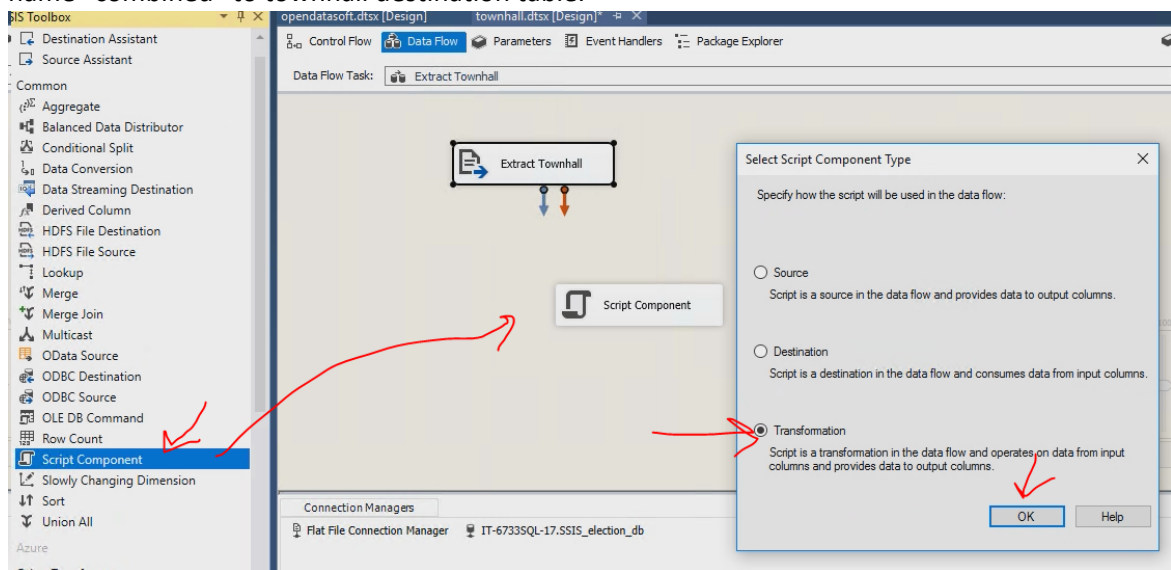 name "combined" to townhall destination table.
SIS Toolbox
Destination Assistant
Source Assistant
Common
Aggregate
Balanced Data Distributor
Conditional Split
Data Conversion
Data Streaming Destination
Derived Column
HDFS File Destination
HDFS File Source
Lookup
Merge
Merge Join
Multicast
OData Source
ODBC Destination
ODBC Source
OLE DB Command
Row Count
Script Component
Slowly Changing Dimension
Sort
Union All
Azure
opendatasoft.dtsx [Design] townhall.dtsx [Design]*
Control Flow Data Flow Parameters Event Handlers Package Explorer
Data Flow Task: Extract Townhall
Extract Townhall
Script Component
Connection Managers
Flat File Connection Manager IT-6733SQL-17.SSIS_election_db
Select Script Component Type
Specify how the script will be used in the data flow:
Source
Script is a source in the data flow and provides data to output columns.
Destination
Script is a destination in the data flow and consumes data from input columns.
Transformation
Script is a transformation in the data flow and operates on data from input
columns and provides data to output columns.
OK Help